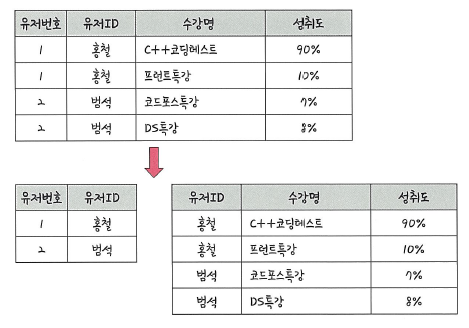 유저번호 유저ID 수강명 성취도
1 홍철 C++코딩테스트 90%
1 홍철 프런트특강 10%
2 범석 코드포스특강 7%
2 범석 DS특강 8%
유저번호 유저ID
1 홍철
2 범석
유저ID 수강명 성취도
홍철 C++코딩테스트 90%
홍철 프런트특강 10%
범석 코드포스특강 7%
범석 DS특강 8%